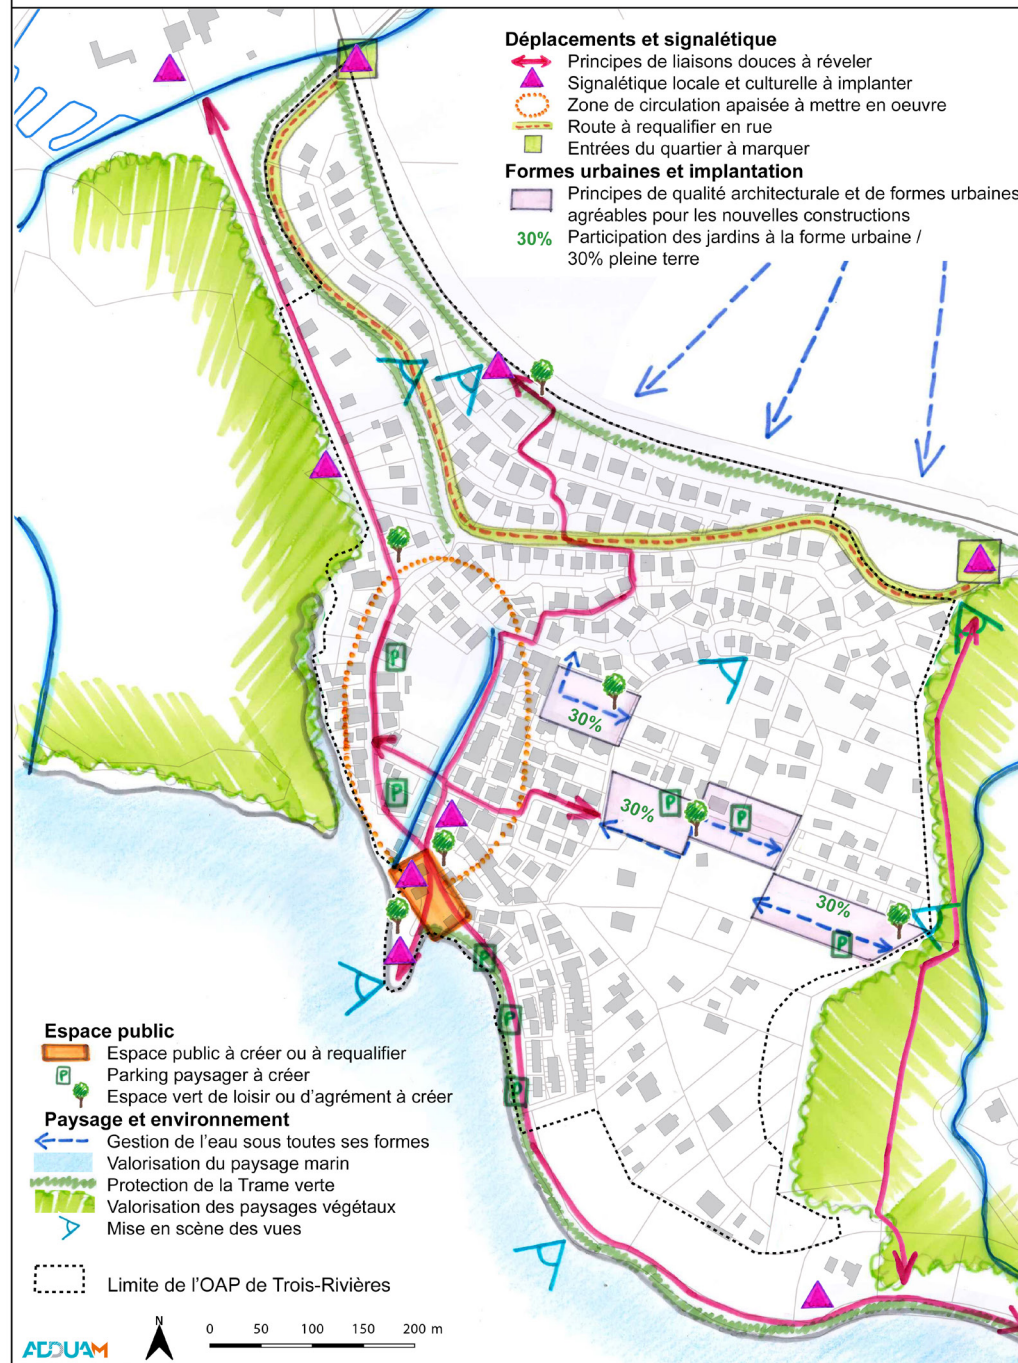 Déplacements et signalétique
Principes de liaisons douces à réveler
Signalétique locale et culturelle à implanter
Zone de circulation apaisée à mettre en oeuvre
Route à requalifier en rue
Entrées du quartier à marquer
Formes urbaines et implantation
Principes de qualité architecturale et de formes urbaines
agréables pour les nouvelles constructions
30% Participation des jardins à la forme urbaine /
30% pleine terre
P
30%
P
30%
P
P
30%
P
P
P
P
Espace public
Espace public à créer ou à requalifier
P Parking paysager à créer
Espace vert de loisir ou d'agrément à créer
Paysage et environnement
Gestion de l'eau sous toutes ses formes
Valorisation du paysage marin
Protection de la Trame verte
Valorisation des paysages végétaux
Mise en scène des vues
Limite de l'OAP de Trois-Rivières
N
0 50 100 150 200 m
ADDUAM